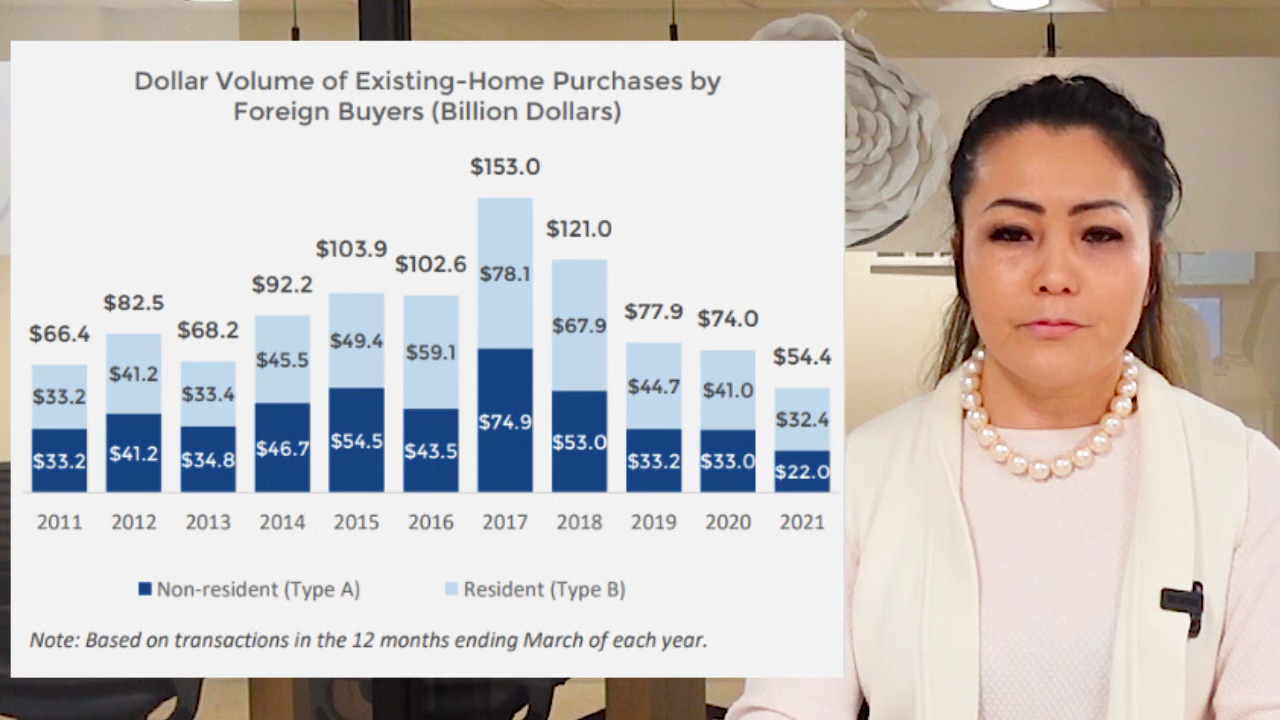 Dollar Volume of Existing-Home Purchases by
Foreign Buyers (Billion Dollars)
$66.4 $82.5 $68.2 $92.2 $103.9 $102.6 $153.0 $121.0 $77.9 $74.0 $54.4
$33.2 $41.2 $33.4 $45.5 $49.4 $59.1 $78.1 $67.9 $44.7 $41.0 $32.4
$33.2 $41.2 $34.8 $46.7 $54.5 $43.5 $74.9 $53.0 $33.2 $33.0 $22.0
2011 2012 2013 2014 2015 2016 2017 2018 2019 2020 2021
Non-resident (Type A) Resident (Type B)
Note: Based on transactions in the 12 months ending March of each year.